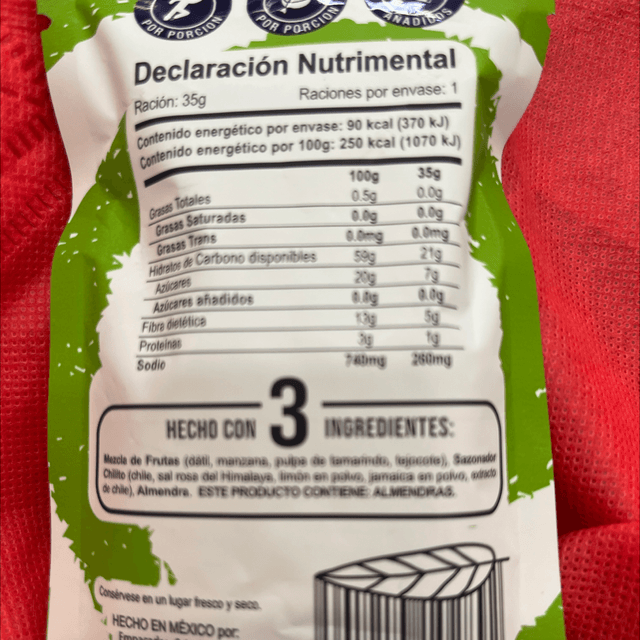 POR PORCIÓN
POR PORCIÓN
AÑADIDOS
Declaración Nutrimental
Ración: 35g Raciones por envase: 1
Contenido energético por envase: 90 kcal (370 kJ)
Contenido energético por 100g: 250 kcal (1070 kJ)
100g 35g
Grasas Totales 0.5g 0.0g
Grasas Saturadas 0.0g 0.0g
Grasas Trans 0.0mg 0.0mg
Hidratos de Carbono disponibles 59g 21g
Azúcares 20g 7g
Azúcares añadidos 0.0g 0.0g
Fibra dietética 13g 5g
Proteínas 3g 1g
Sodio 740mg 260mg
HECHO CON 3 INGREDIENTES:
Mezcla de Frutas (dátil, manzana, pulpa de tamarindo, tejocote), Sazonador
Chilito (chile, sal rosa del Himalaya, limón en polvo, jamaica en polvo, extracto
de chile), Almendra. ESTE PRODUCTO CONTIENE: ALMENDRAS.
Consérvese en un lugar fresco y seco.
HECHO EN MÉXICO por: